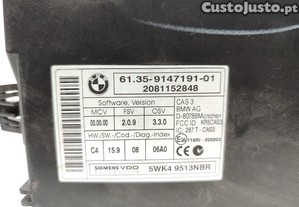 CustoJusto.pt
BMW
61.35-9147191-01
2081152848
Software, Version
MCV FSV OSV
00.00.00 2.0.9 3.3.0
HW-/SW-/Cod-/Diag.-Index
C4 15.9 08 06A0
CAS 3
BMW AG
D-80788München
FCC ID: KR5CAS3
IC: 267 T - CAS3
SIEMENS VDO 5WK4 9513NBR